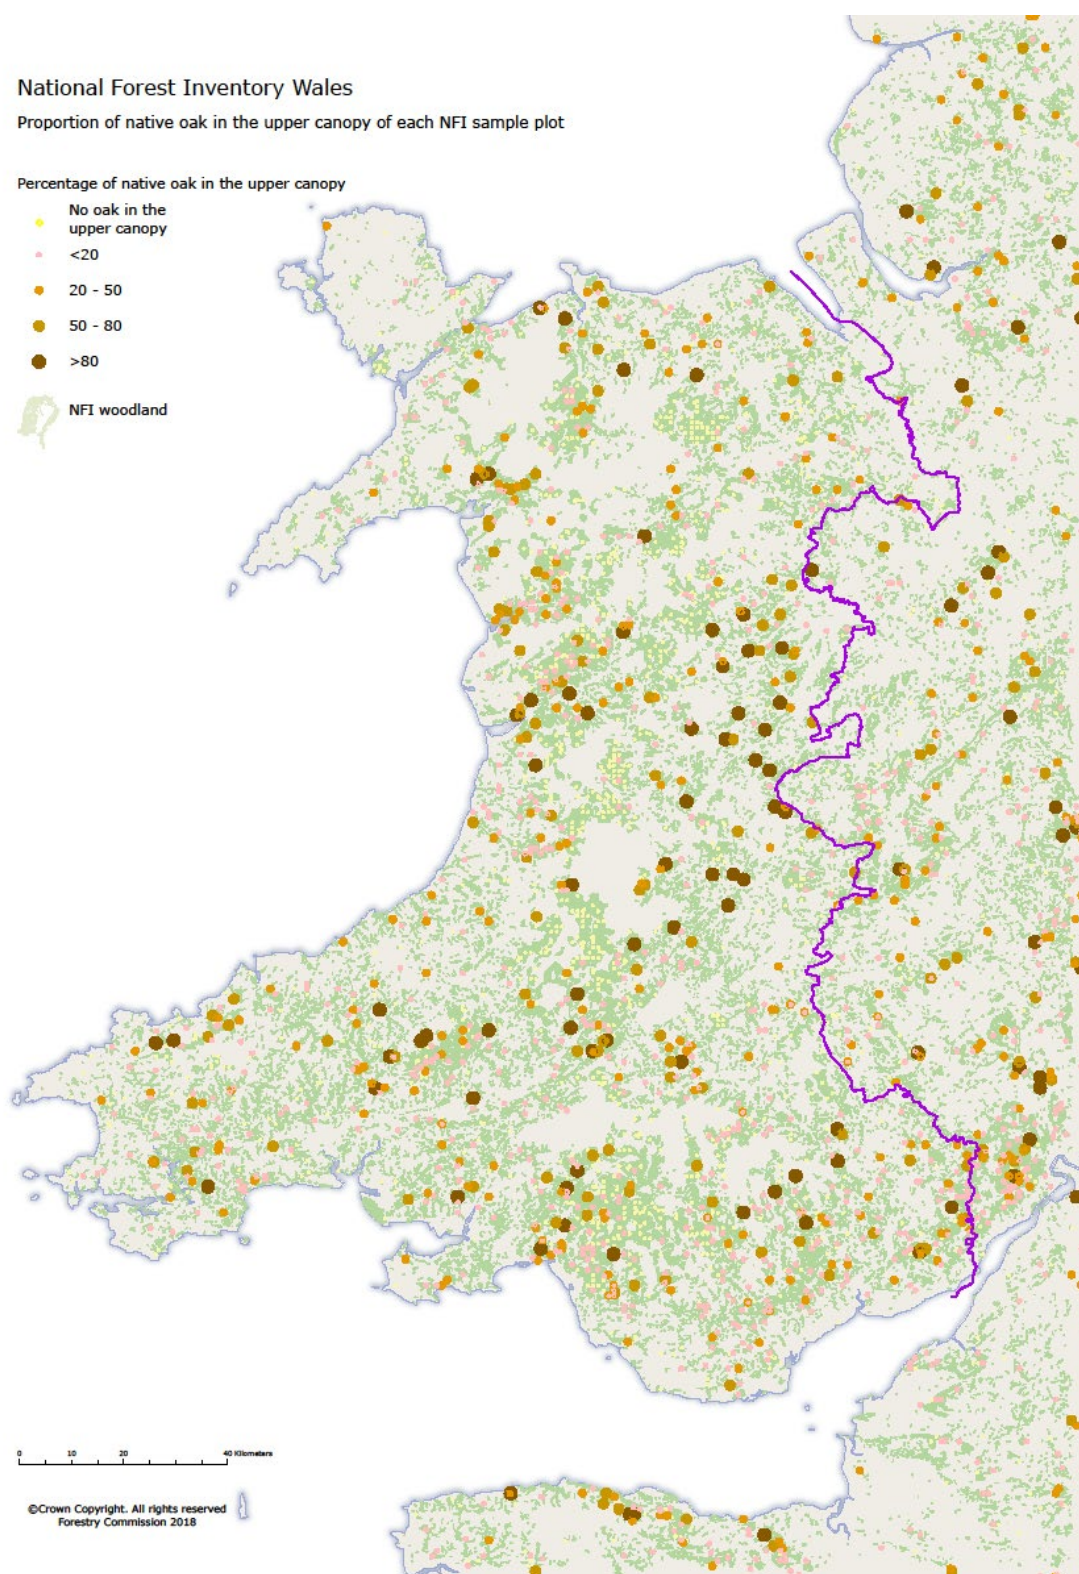 National Forest Inventory Wales
Proportion of native oak in the upper canopy of each NFI sample plot
Percentage of native oak in the upper canopy
No oak in the
upper canopy
<20
20 - 50
50 - 80
>80
NFI woodland
0 10 20 40 Kilometers
©Crown Copyright. All rights reserved
Forestry Commission 2018